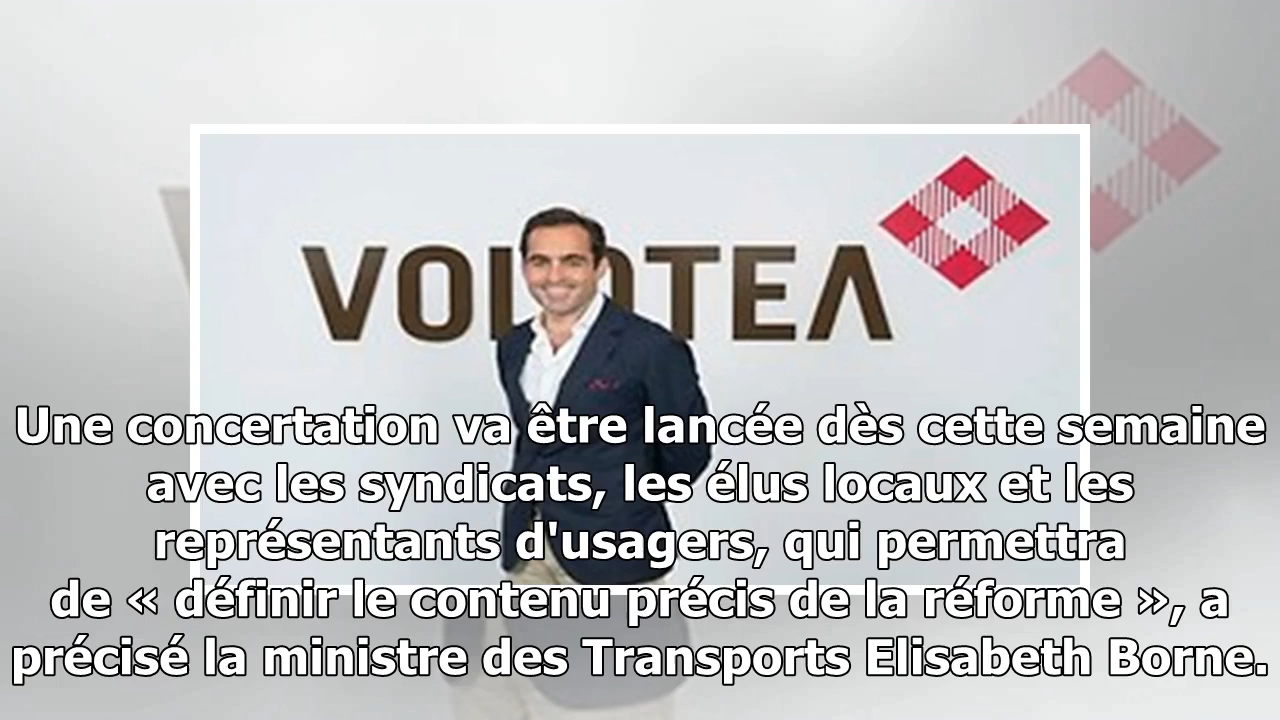 VOLOTEA
Une concertation va être lancée dès cette semaine
avec les syndicats, les élus locaux et les
représentants d'usagers, qui permettra
de « définir le contenu précis de la réforme », a
précisé la ministre des Transports Elisabeth Borne.